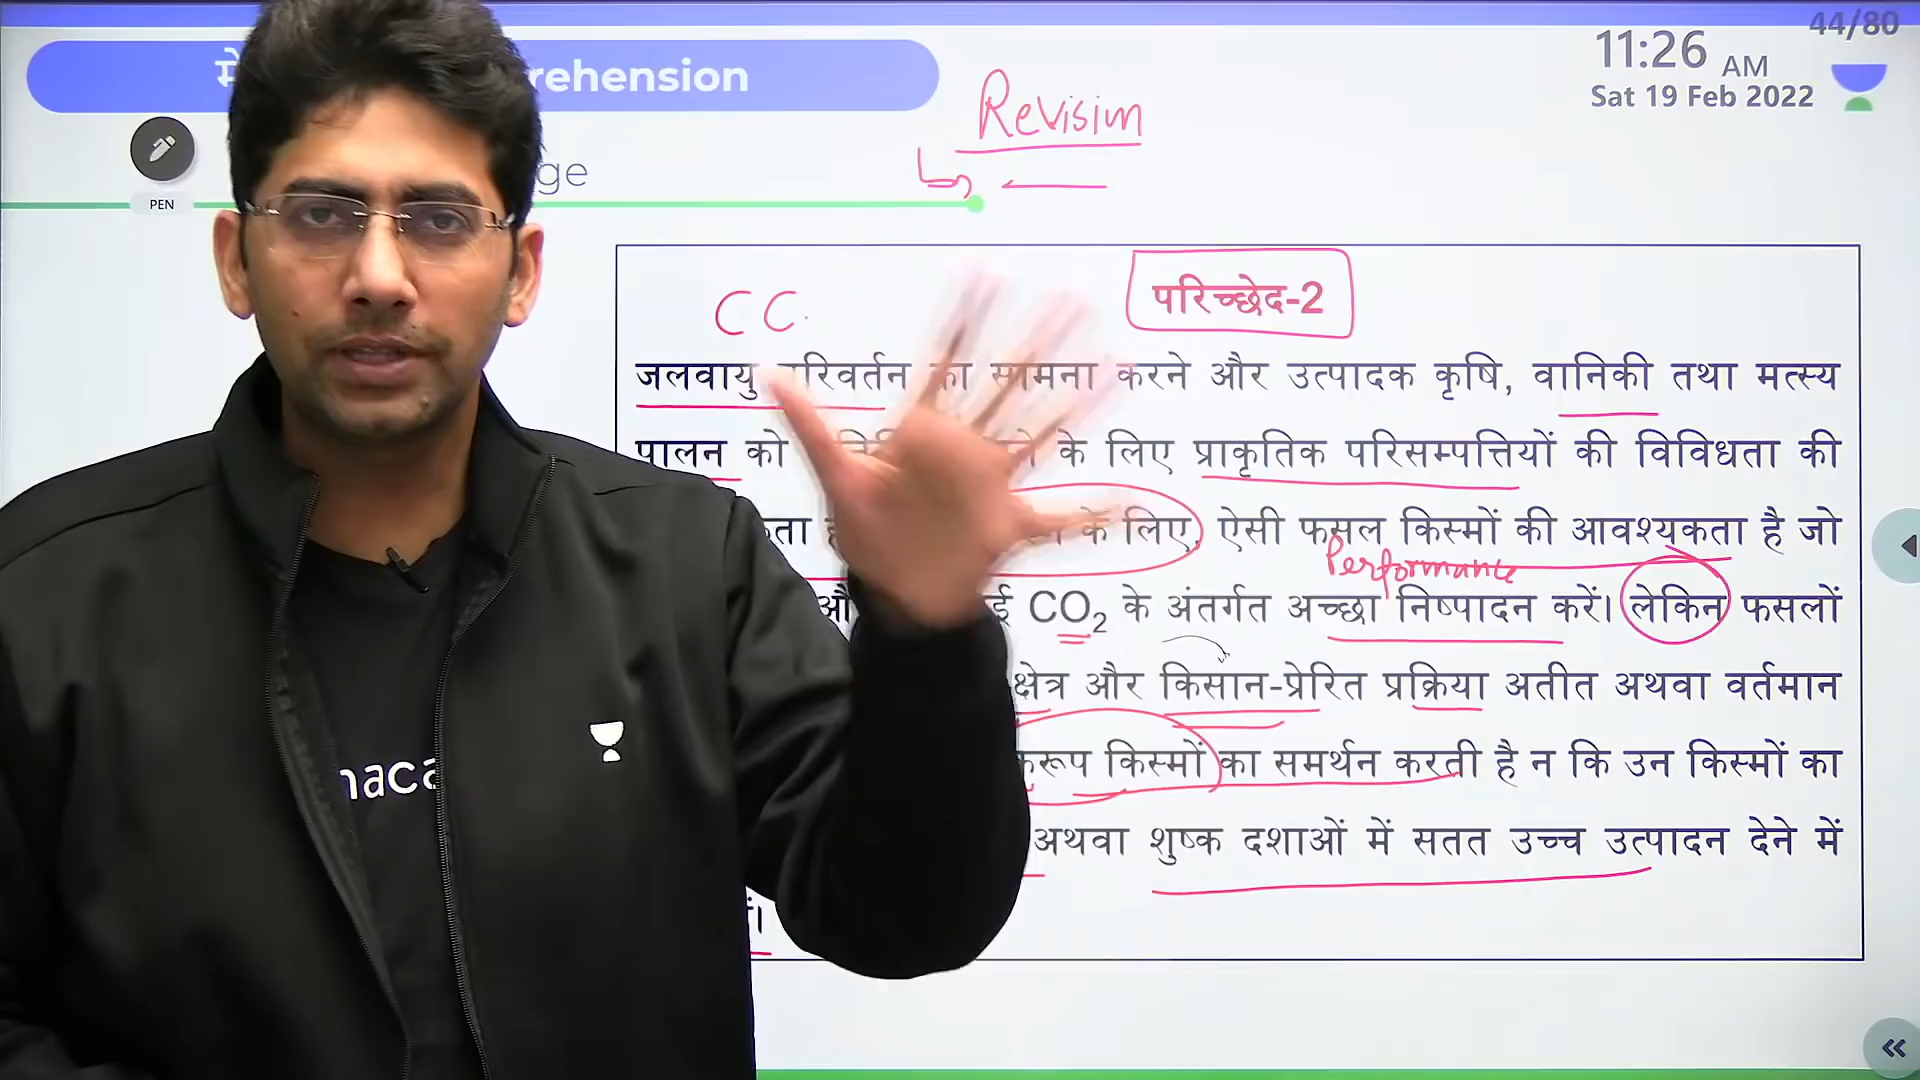 44/80
11:26 AM
Sat 19 Feb 2022
rehension
Revisim
PEN
ge
CC
परिच्छेद-2
जलवायु परिवर्तन का सामना करने और उत्पादक कृषि, वानिकी तथा मत्स्य
पालन को के लिए प्राकृतिक परिसम्पत्तियों की विविधता की
के लिए, ऐसी फसल किस्मों की आवश्यकता है जो
Performance
CO₂ के अंतर्गत अच्छा निष्पादन करें। लेकिन फसलों
क्षेत्र और किसान-प्रेरित प्रक्रिया अतीत अथवा वर्तमान
किस्मों का समर्थन करती है न कि उन किस्मों का
अथवा शुष्क दशाओं में सतत उच्च उत्पादन देने में
naca